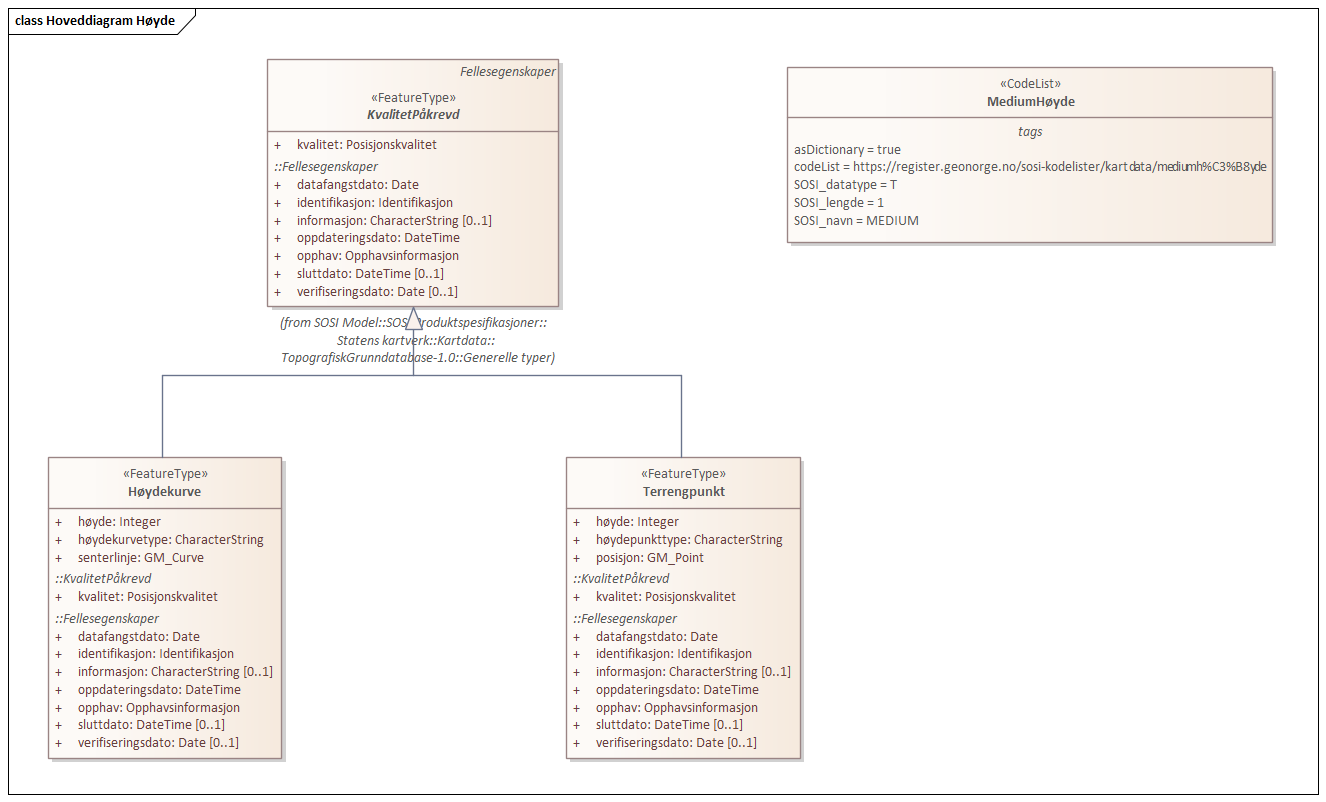 class Hoveddiagram Høyde
Fellesegenskaper
«FeatureType»
KvalitetPåkrevd
+ kvalitet: Posisjonskvalitet
::Fellesegenskaper
+ datafangstdato: Date
+ identifikasjon: Identifikasjon
+ informasjon: CharacterString [0..1]
+ oppdateringsdato: DateTime
+ opphav: Opphavsinformasjon
+ sluttdato: DateTime [0..1]
+ verifiseringsdato: Date [0..1]
(from SOSI Model::SOSI Produktspesifikasjoner::
Statens kartverk::Kartdata::
TopografiskGrunndatabase-1.0::Generelle typer)
«CodeList»
MediumHøyde
tags
asDictionary = true
codeList = https://register.geonorge.no/sosi-kodelister/kartdata/mediumh%C3%B8yde
SOSI_datatype = T
SOSI_lengde = 1
SOSI_navn = MEDIUM
«FeatureType»
Høydekurve
+ høyde: Integer
+ høydekurvetype: CharacterString
+ senterlinje: GM_Curve
::KvalitetPåkrevd
+ kvalitet: Posisjonskvalitet
::Fellesegenskaper
+ datafangstdato: Date
+ identifikasjon: Identifikasjon
+ informasjon: CharacterString [0..1]
+ oppdateringsdato: DateTime
+ opphav: Opphavsinformasjon
+ sluttdato: DateTime [0..1]
+ verifiseringsdato: Date [0..1]
«FeatureType»
Terrengpunkt
+ høyde: Integer
+ høydepunkttype: CharacterString
+ posisjon: GM_Point
::KvalitetPåkrevd
+ kvalitet: Posisjonskvalitet
::Fellesegenskaper
+ datafangstdato: Date
+ identifikasjon: Identifikasjon
+ informasjon: CharacterString [0..1]
+ oppdateringsdato: DateTime
+ opphav: Opphavsinformasjon
+ sluttdato: DateTime [0..1]
+ verifiseringsdato: Date [0..1]